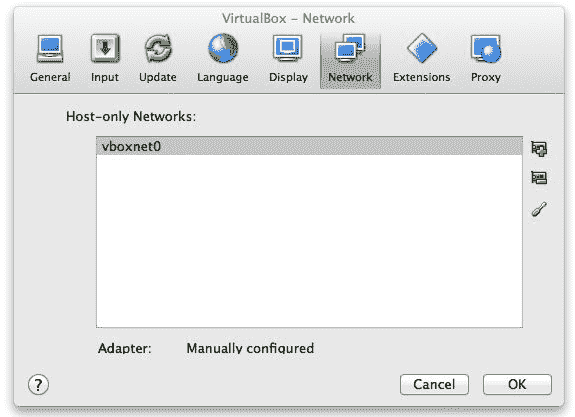 VirtualBox – Network
General Input Update Language Display Network Extensions Proxy
Host-only Networks:
vboxnet0
Adapter: Manually configured
? Cancel OK